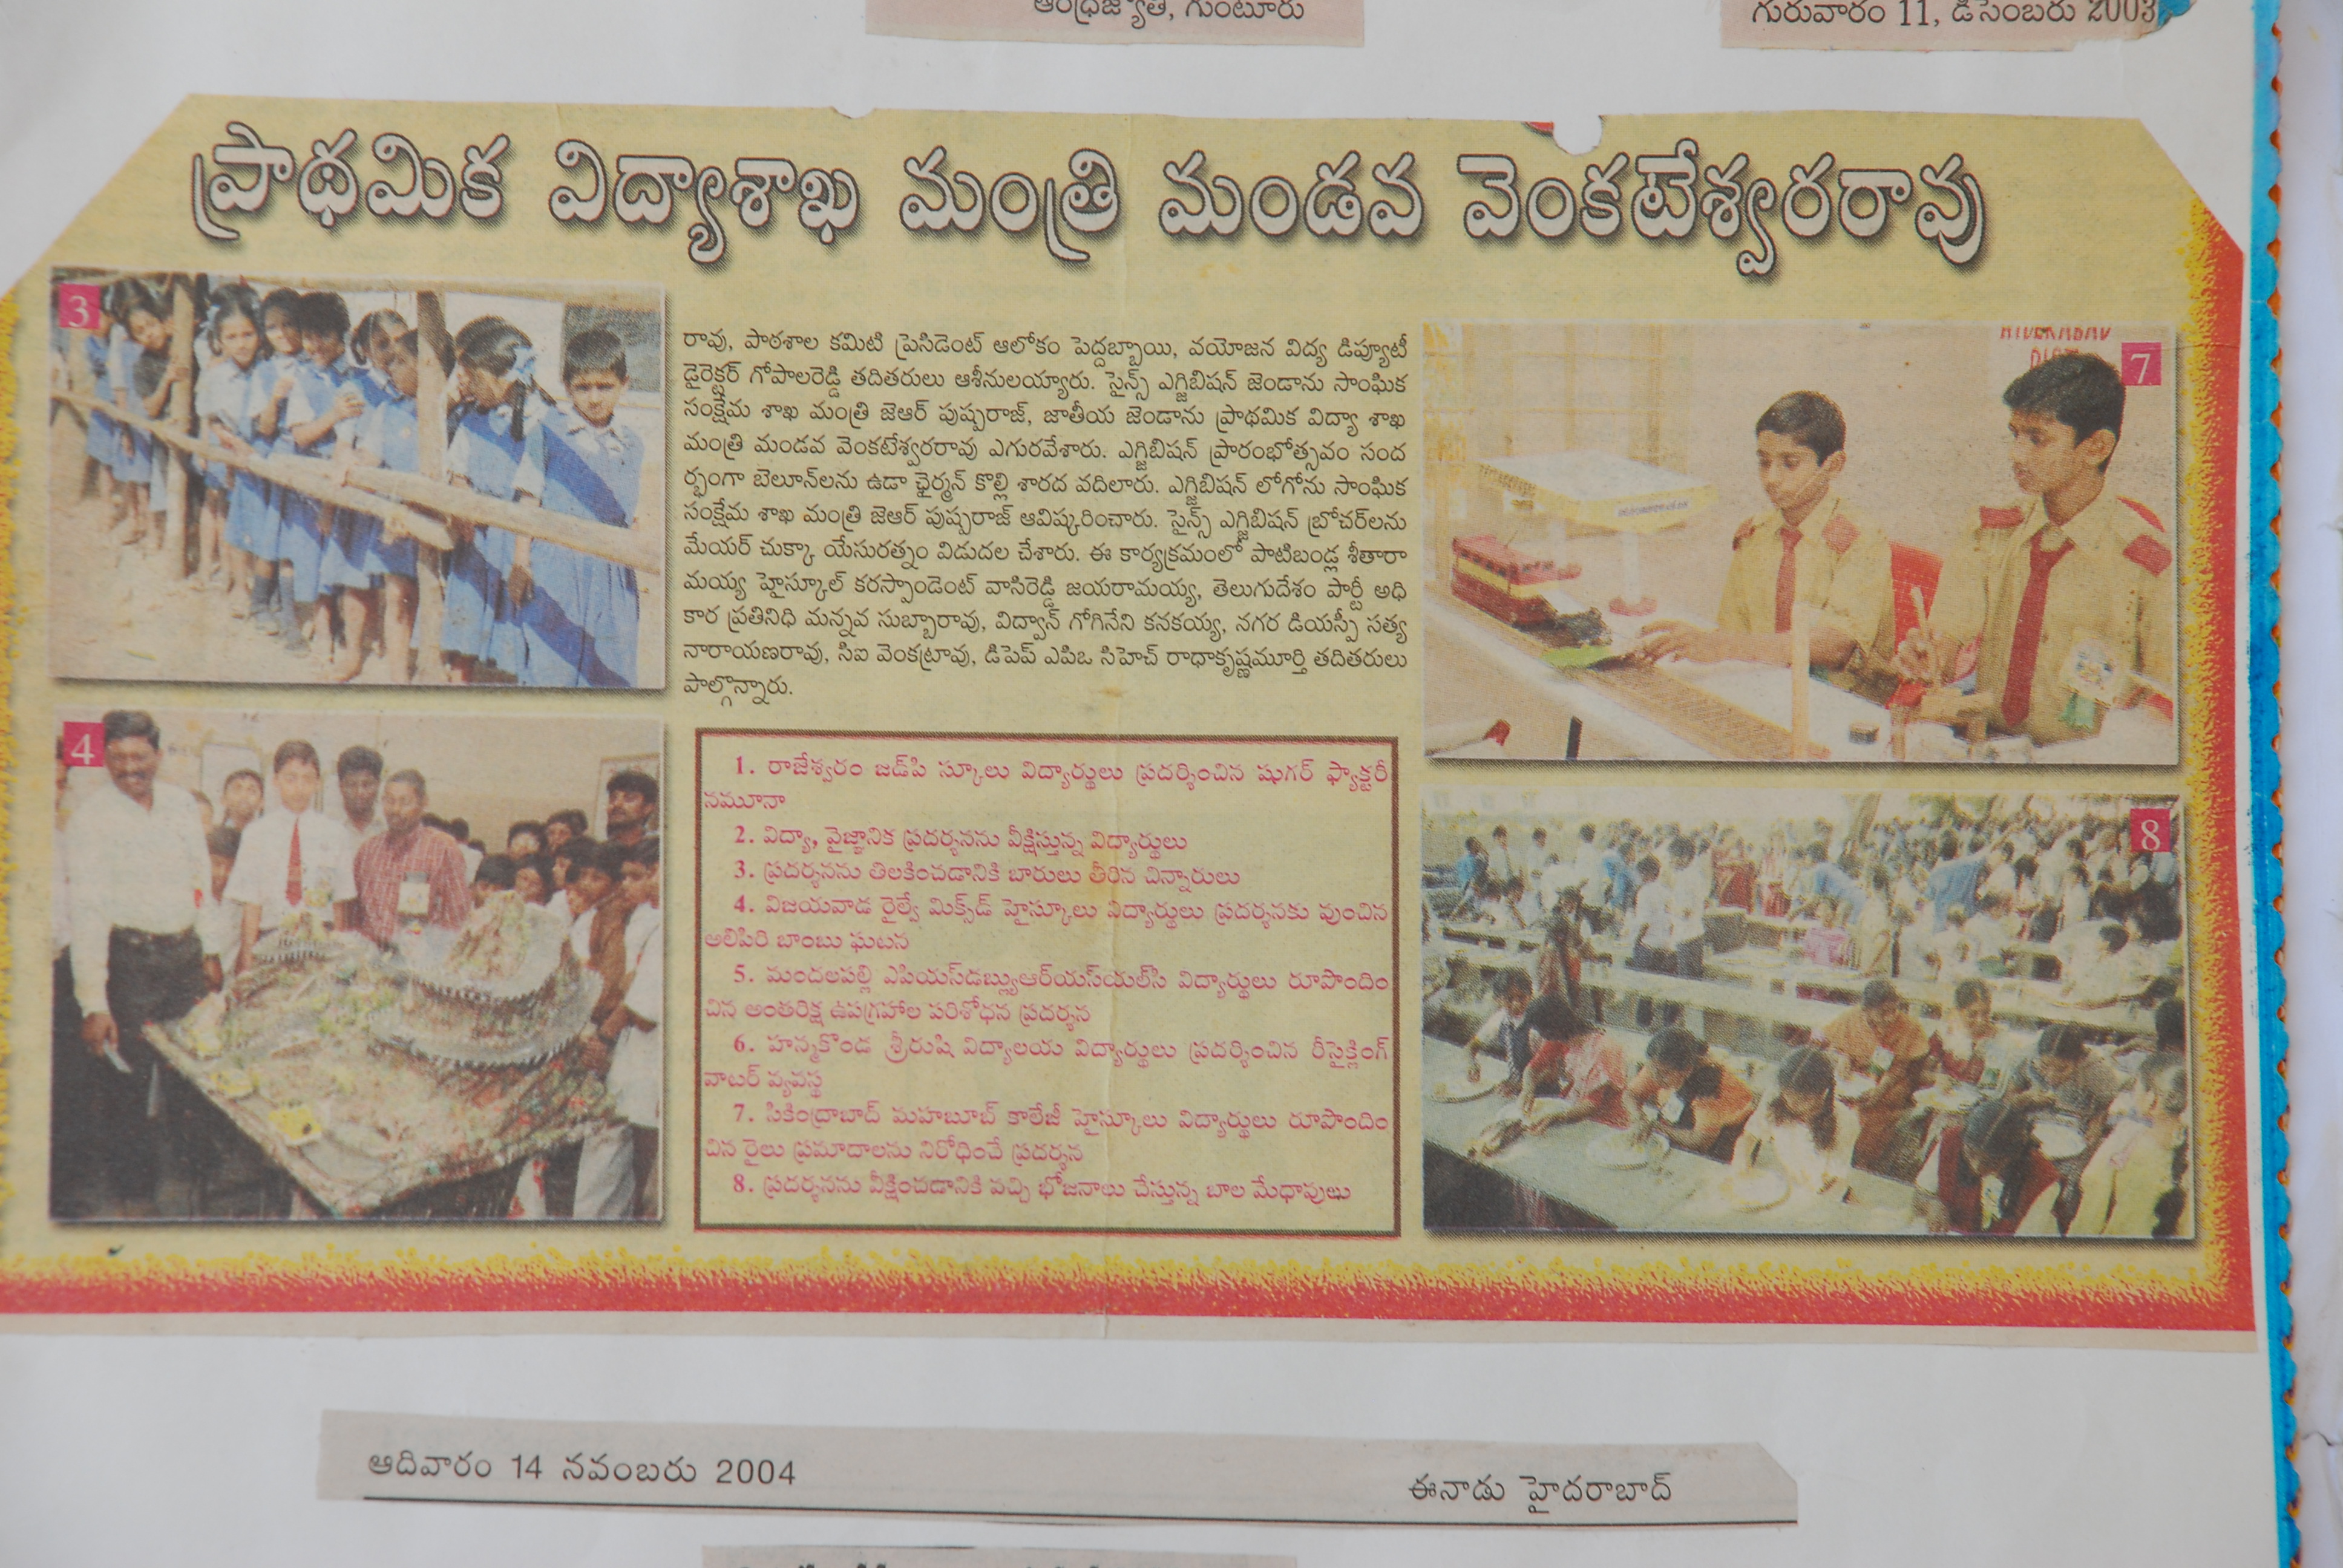 ఆంధ్రజ్యోతి, గుంటూరు
గురువారం 11, డిసెంబరు 2003
ప్రాథమిక విద్యాశాఖ మంత్రి మండవ వెంకటేశ్వరరావు
3
రావు, పాఠశాల కమిటి ప్రెసిడెంట్ ఆలోకం పెద్దబ్బాయి, వయోజన విద్య డిప్యూటీ
డైరెక్టర్ గోపాలరెడ్డి తదితరులు ఆశీనులయ్యారు. సైన్స్ ఎగ్జిబిషన్ జెండాను సాంఘిక
సంక్షేమ శాఖ మంత్రి జెఆర్ పుష్పరాజ్, జాతీయ జెండాను ప్రాథమిక విద్యా శాఖ
మంత్రి మండవ వెంకటేశ్వరరావు ఎగురవేశారు. ఎగ్జిబిషన్ ప్రారంభోత్సవం సంద
ర్భంగా బెలూన్‌లను ఉడా ఛైర్మన్ కొల్లి శారద వదిలారు. ఎగ్జిబిషన్ లోగోను సాంఘిక
సంక్షేమ శాఖ మంత్రి జెఆర్ పుష్పరాజ్ ఆవిష్కరించారు. సైన్స్ ఎగ్జిబిషన్ బ్రోచర్‌లను
మేయర్ చుక్కా యేసురత్నం విడుదల చేశారు. ఈ కార్యక్రమంలో పాటిబండ్ల శీతారా
మయ్య హైస్కూల్ కరస్పాండెంట్ వాసిరెడ్డి జయరామయ్య, తెలుగుదేశం పార్టీ అధి
కార ప్రతినిధి మన్నవ సుబ్బారావు, విద్వాన్ గోగినేని కనకయ్య, నగర డియస్పీ సత్య
నారాయణరావు, సిఐ వెంకట్రావు, డిపెప్ ఎపిఒ సిహెచ్ రాధాకృష్ణమూర్తి తదితరులు
పాల్గొన్నారు.
HYDERABAD
7
4
1. రాజేశ్వరం జడ్‌పి స్కూలు విద్యార్థులు ప్రదర్శించిన షుగర్ ఫ్యాక్టరీ
నమూనా
2. విద్యా, వైజ్ఞానిక ప్రదర్శనను వీక్షిస్తున్న విద్యార్థులు
3. ప్రదర్శనను తిలకించడానికి బారులు తీరిన చిన్నారులు
4. విజయవాడ రైల్వే మిక్స్‌డ్ హైస్కూలు విద్యార్థులు ప్రదర్శనకు వుంచిన
అలిపిరి బాంబు ఘటన
5. మందలపల్లి ఎపియస్‌డబ్ల్యుఆర్‌యస్‌యల్‌సి విద్యార్థులు రూపొందిం
చిన అంతరిక్ష ఉపగ్రహాల పరిశోధన ప్రదర్శన
6. హన్మకొండ శ్రీరుషి విద్యాలయ విద్యార్థులు ప్రదర్శించిన రీసైక్లింగ్
వాటర్ వ్యవస్థ
7. సికింద్రాబాద్ మహబూబ్ కాలేజీ హైస్కూలు విద్యార్థులు రూపొందిం
చిన రైలు ప్రమాదాలను నిరోధించే ప్రదర్శన
8. ప్రదర్శనను వీక్షించడానికి వచ్చి భోజనాలు చేస్తున్న బాల మేధావులు
8
ఆదివారం 14 నవంబరు 2004
ఈనాడు హైదరాబాద్